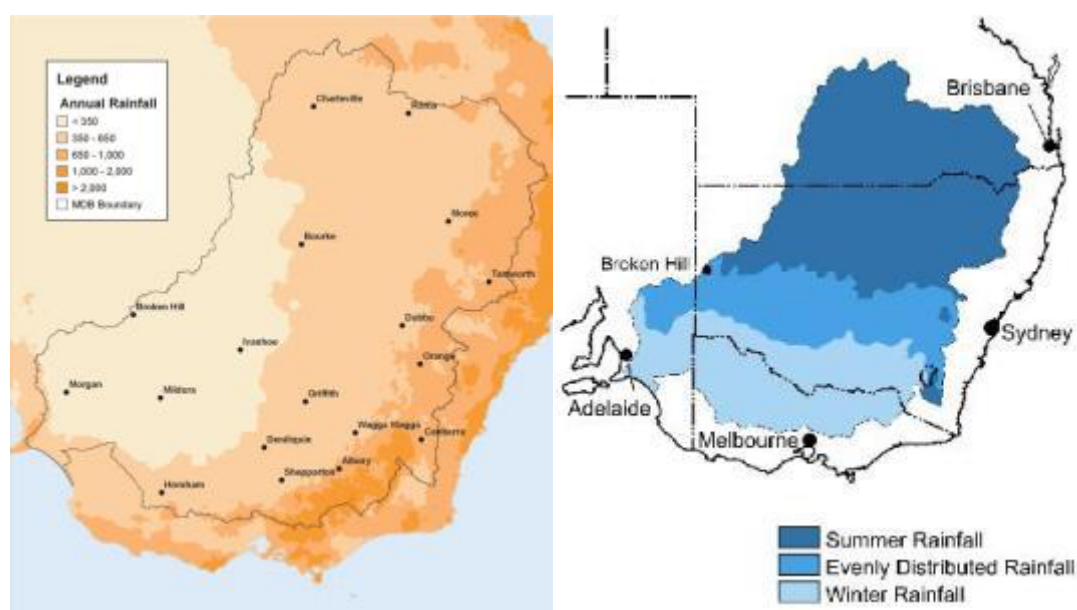 Legend
Annual Rainfall
< 350
350 - 650
650 - 1,000
1,000 - 2,000
> 2,000
MDB Boundary
Charleville
Roma
Moree
Bourke
Tamworth
Broken Hill
Dubbo
Ivanhoe
Orange
Morgan
Mildura
Griffith
Wagga Wagga
Canberra
Deniliquin
Albury
Shepparton
Horsham
Brisbane
Broken Hill
Sydney
Adelaide
Melbourne
Summer Rainfall
Evenly Distributed Rainfall
Winter Rainfall